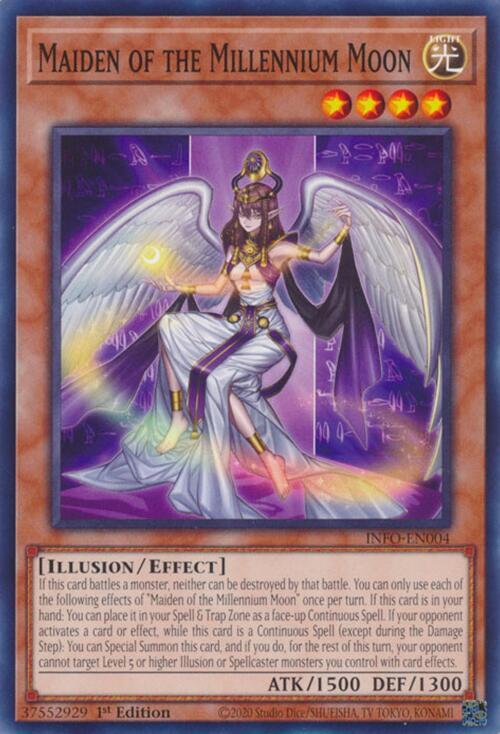 MAIDEN OF THE MILLENNIUM MOON
LIGHT
光
INFO-EN004
[ILLUSION/EFFECT]
If this card battles a monster, neither can be destroyed by that battle. You can only use each of
the following effects of "Maiden of the Millennium Moon" once per turn. If this card is in your
hand: You can place it in your Spell & Trap Zone as a face-up Continuous Spell. If your opponent
activates a card or effect, while this card is a Continuous Spell (except during the Damage
Step): You can Special Summon this card, and if you do, for the rest of this turn, your opponent
cannot target Level 5 or higher Illusion or Spellcaster monsters you control with card effects.
ATK/1500 DEF/1300
37552929 1st Edition ©2020 Studio Dice/SHUEISHA, TV TOKYO, KONAMI